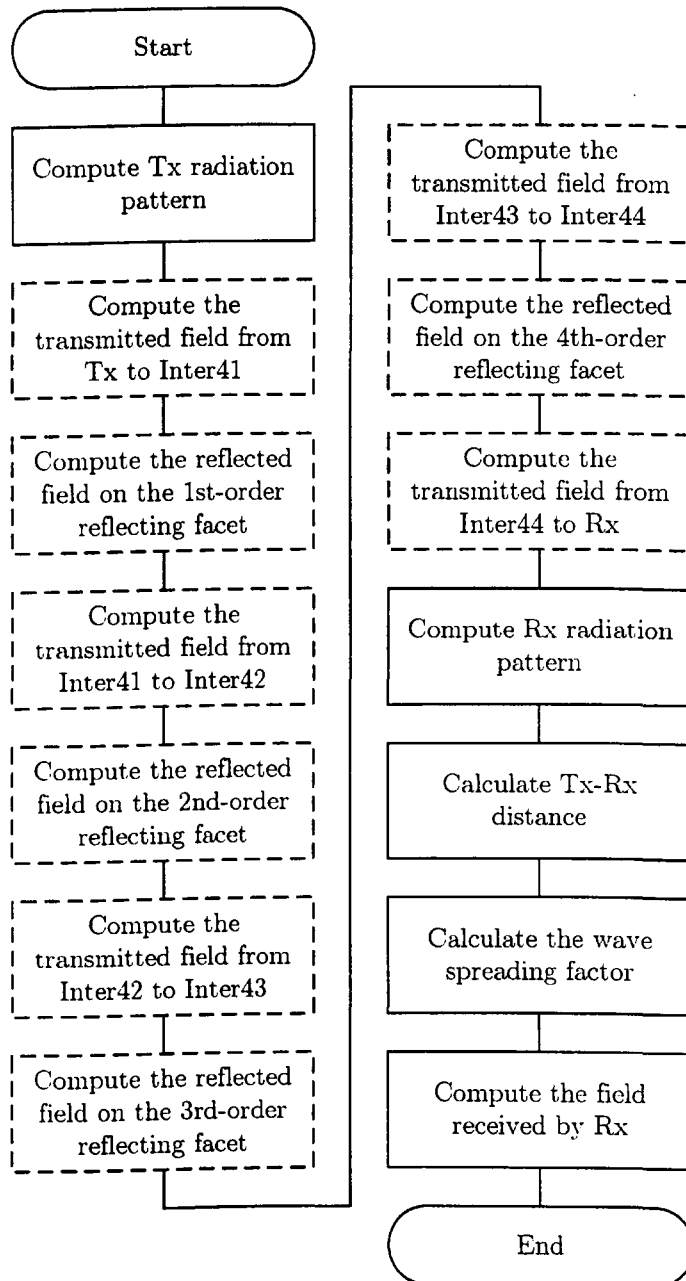 Start
Compute Tx radiation
pattern
Compute the
transmitted field from
Tx to Inter41
Compute the reflected
field on the 1st-order
reflecting facet
Compute the
transmitted field from
Inter41 to Inter42
Compute the reflected
field on the 2nd-order
reflecting facet
Compute the
transmitted field from
Inter42 to Inter43
Compute the reflected
field on the 3rd-order
reflecting facet
Compute the
transmitted field from
Inter43 to Inter44
Compute the reflected
field on the 4th-order
reflecting facet
Compute the
transmitted field from
Inter44 to Rx
Compute Rx radiation
pattern
Calculate Tx-Rx
distance
Calculate the wave
spreading factor
Compute the field
received by Rx
End